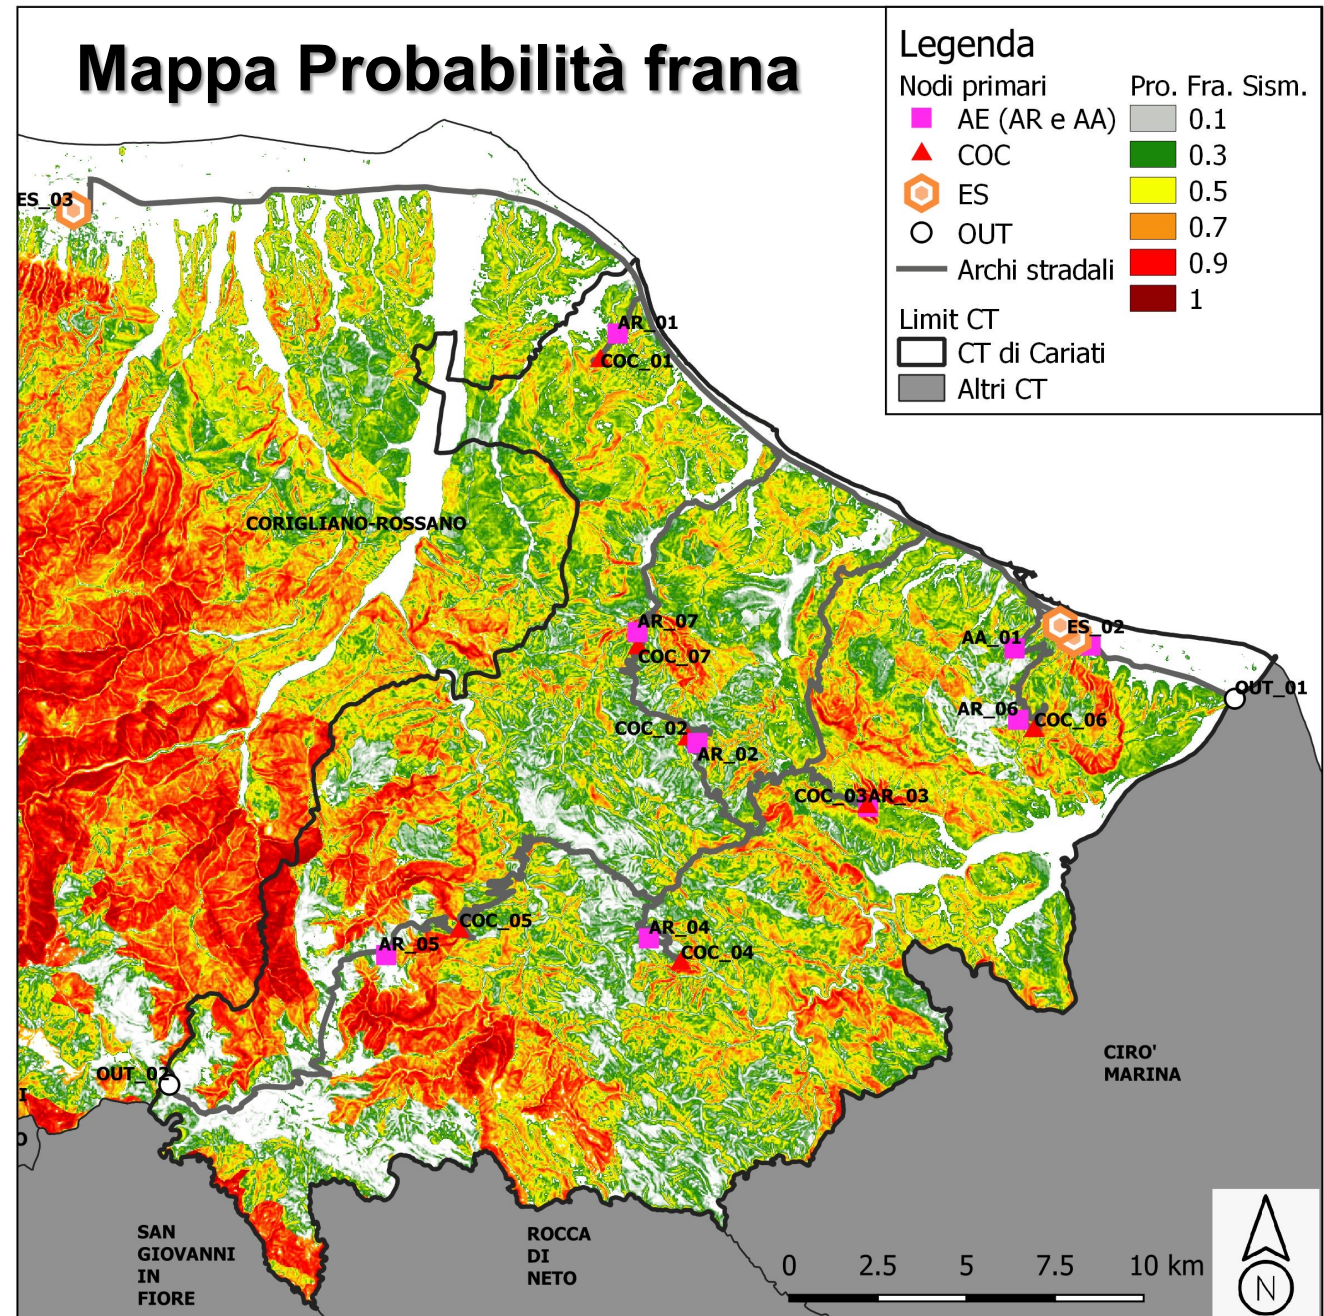 Mappa Probabilità frana
Legenda
Nodi primari
AE (AR e AA)
COC
ES
OUT
Archi stradali
Limit CT
CT di Cariati
Altri CT
Pro. Fra. Sism.
0.1
0.3
0.5
0.7
0.9
1
ES_03
AR_01
COC_01
CORIGLIANO-ROSSANO
AR_07
COC_07
AA_01
ES_02
OUT_01
AR_06
COC_06
COC_02
AR_02
COC_03
AR_03
COC_05
AR_05
AR_04
COC_04
OUT_02
CIRO'
MARINA
SAN
GIOVANNI
IN
FIORE
ROCCA
DI
NETO
0 2.5 5 7.5 10 km
N